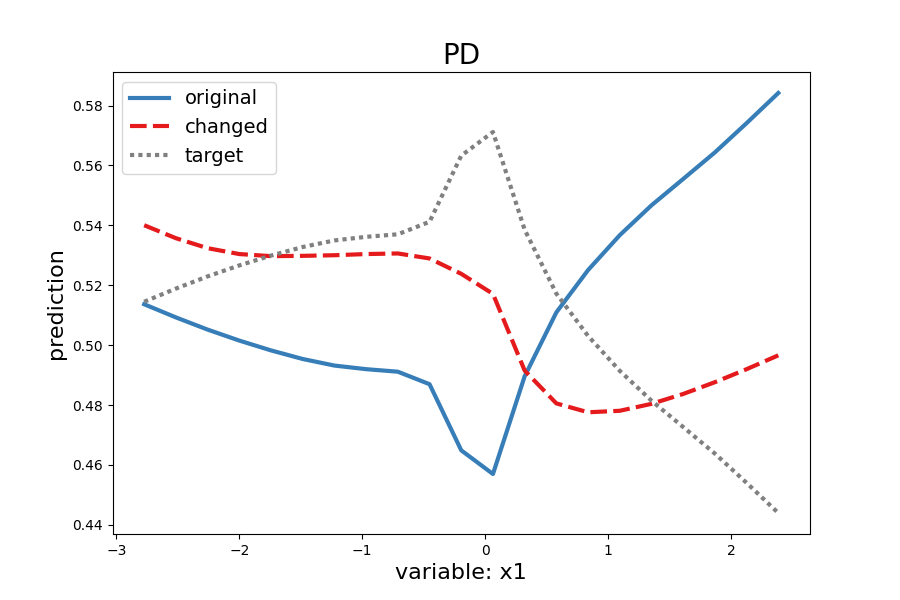 PD
original
changed
target
prediction
0.58
0.56
0.54
0.52
0.50
0.48
0.46
0.44
−3
−2
−1
0
1
2
variable: x1